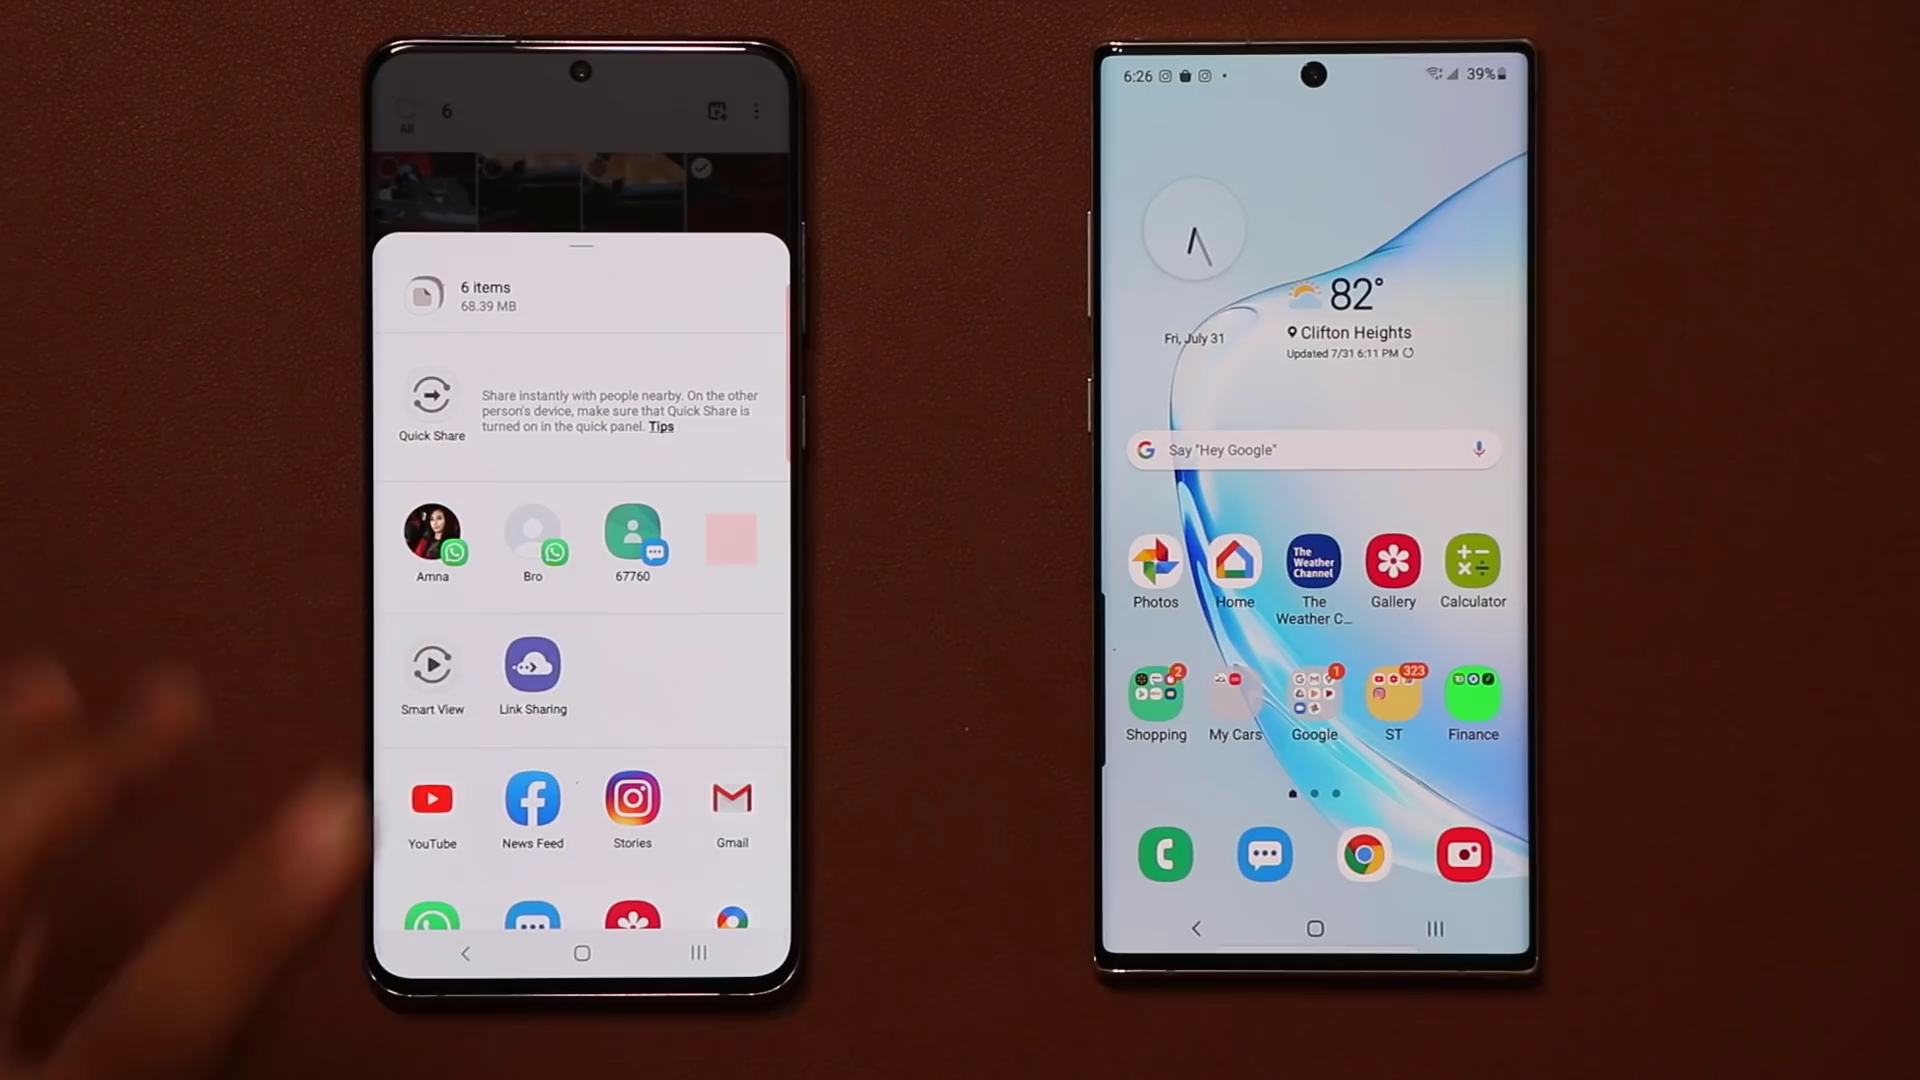 All
6
6 items
68.39 MB
Quick Share
Share instantly with people nearby. On the other
person's device, make sure that Quick Share is
turned on in the quick panel. Tips
Amna
Bro
67760
Smart View
Link Sharing
YouTube
News Feed
Stories
Gmail
6:26
39%
82°
Clifton Heights
Updated 7/31 6:11 PM
Fri, July 31
Say "Hey Google"
The
Weather
Channel
Photos
Home
The
Weather C...
Gallery
Calculator
2
1
323
Shopping
My Cars
Google
ST
Finance